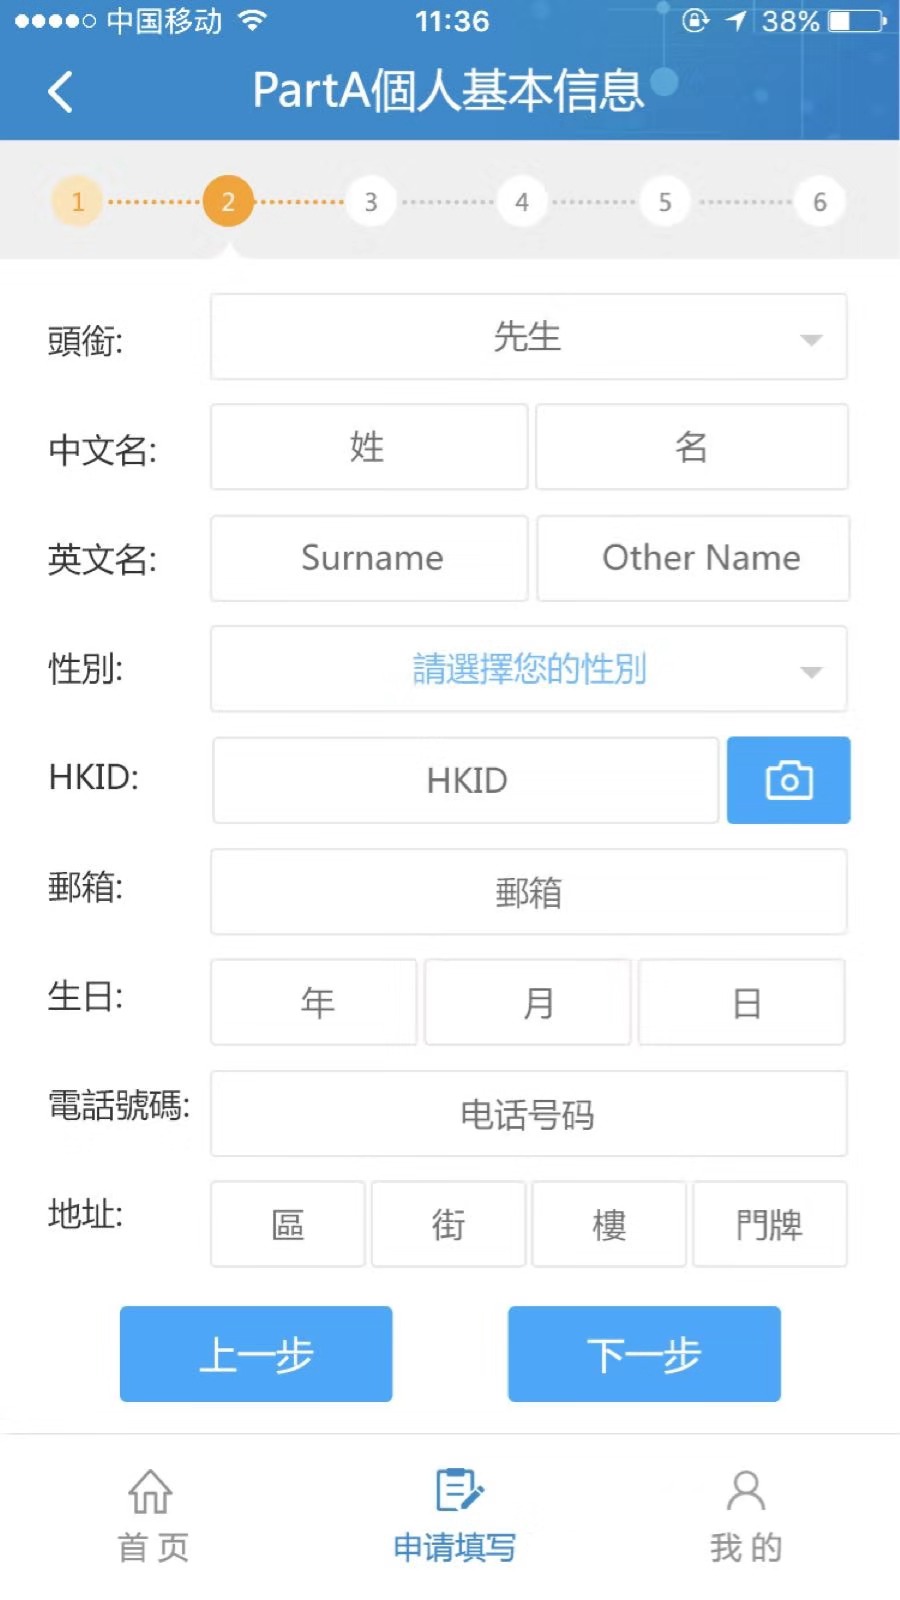 中国移动 11:36 38%
PartA個人基本信息
1 2 3 4 5 6
頭銜: 先生
中文名: 姓 名
英文名: Surname Other Name
性別: 請選擇您的性別
HKID: HKID
郵箱: 郵箱
生日: 年 月 日
電話號碼: 电话号码
地址: 區 街 樓 門牌
上一步 下一步
首页 申请填写 我的